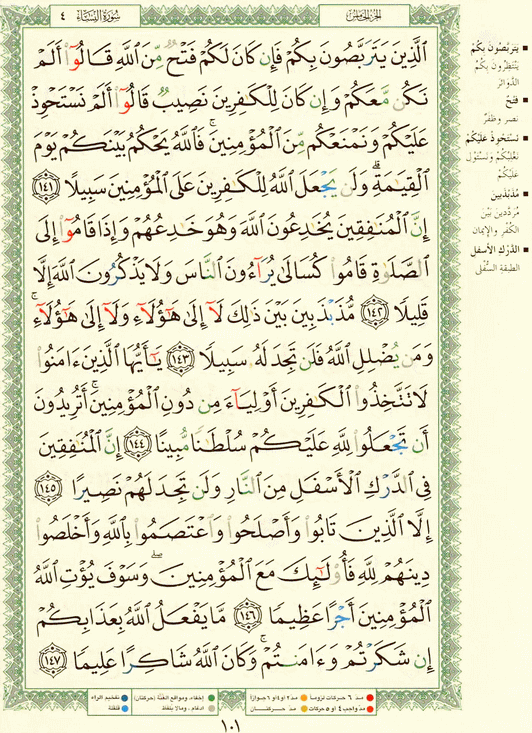 الجزء الخامس
سورة النساء ٤
ٱلَّذِينَ يَتَرَبَّصُونَ بِكُمْ فَإِن كَانَ لَكُمْ فَتْحٌ مِّنَ ٱللَّهِ قَالُوٓا۟ أَلَمْ
نَكُن مَّعَكُمْ وَإِن كَانَ لِلْكَـٰفِرِينَ نَصِيبٌ قَالُوٓا۟ أَلَمْ نَسْتَحْوِذْ
عَلَيْكُمْ وَنَمْنَعْكُم مِّنَ ٱلْمُؤْمِنِينَ ۚ فَٱللَّهُ يَحْكُمُ بَيْنَكُمْ يَوْمَ
ٱلْقِيَـٰمَةِ ۗ وَلَن يَجْعَلَ ٱللَّهُ لِلْكَـٰفِرِينَ عَلَى ٱلْمُؤْمِنِينَ سَبِيلًا ١٤١
إِنَّ ٱلْمُنَـٰفِقِينَ يُخَـٰدِعُونَ ٱللَّهَ وَهُوَ خَـٰدِعُهُمْ وَإِذَا قَامُوٓا۟ إِلَى
ٱلصَّلَوٰةِ قَامُوا۟ كُسَالَىٰ يُرَآءُونَ ٱلنَّاسَ وَلَا يَذْكُرُونَ ٱللَّهَ إِلَّا
قَلِيلًا ١٤٢ مُّذَبْذَبِينَ بَيْنَ ذَٰلِكَ لَآ إِلَىٰ هَـٰٓؤُلَآءِ وَلَآ إِلَىٰ هَـٰٓؤُلَآءِ ۚ
وَمَن يُضْلِلِ ٱللَّهُ فَلَن تَجِدَ لَهُۥ سَبِيلًا ١٤٣ يَـٰٓأَيُّهَا ٱلَّذِينَ ءَامَنُوا۟
لَا تَتَّخِذُوا۟ ٱلْكَـٰفِرِينَ أَوْلِيَآءَ مِن دُونِ ٱلْمُؤْمِنِينَ ۚ أَتُرِيدُونَ
أَن تَجْعَلُوا۟ لِلَّهِ عَلَيْكُمْ سُلْطَـٰنًا مُّبِينًا ١٤٤ إِنَّ ٱلْمُنَـٰفِقِينَ
فِى ٱلدَّرْكِ ٱلْأَسْفَلِ مِنَ ٱلنَّارِ وَلَن تَجِدَ لَهُمْ نَصِيرًا ١٤٥
إِلَّا ٱلَّذِينَ تَابُوا۟ وَأَصْلَحُوا۟ وَٱعْتَصَمُوا۟ بِٱللَّهِ وَأَخْلَصُوا۟
دِينَهُمْ لِلَّهِ فَأُو۟لَـٰٓئِكَ مَعَ ٱلْمُؤْمِنِينَ ۖ وَسَوْفَ يُؤْتِ ٱللَّهُ
ٱلْمُؤْمِنِينَ أَجْرًا عَظِيمًا ١٤٦ مَّا يَفْعَلُ ٱللَّهُ بِعَذَابِكُمْ
إِن شَكَرْتُمْ وَءَامَنتُمْ ۚ وَكَانَ ٱللَّهُ شَاكِرًا عَلِيمًا ١٤٧
يتربصون بكم
ينتظرون بكم
الدوائر
فتح
نصر وظفر
نستحوذ عليكم
نغلبكم ونستولي
عليكم
مذبذبين
مرددين بين
الكفر والإيمان
الدرك الأسفل
الطبقة السفلى
مد ٦ حركات لزوماً
مد ٢ أو ٤ أو ٦ جوازاً
إخفاء، ومواقع الغنة (حركتان)
تفخيم الراء
مد واجب ٤ أو ٥ حركات
مد حركتان
ادغام، ومالا يلفظ
قلقلة
١٠١